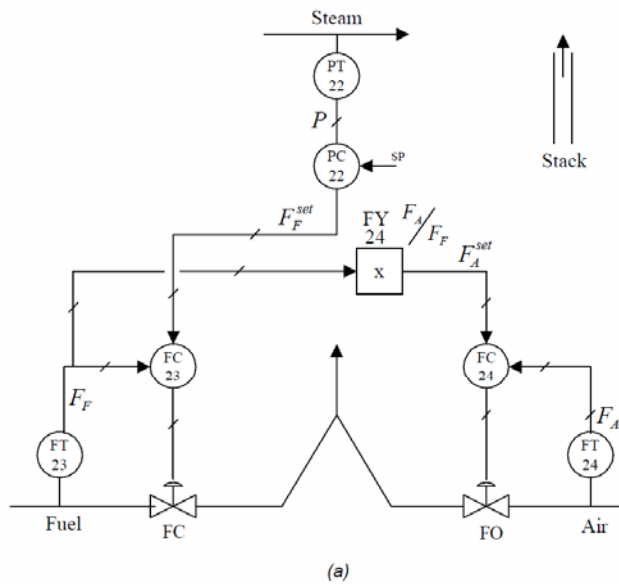 Steam
PT
22
P
PC
22
SP
Stack
F_F^{set}
FY
24
F_A/F_F
x
F_A^{set}
FC
23
FC
24
F_F
F_A
FT
23
FT
24
Fuel
FC
FO
Air
(a)